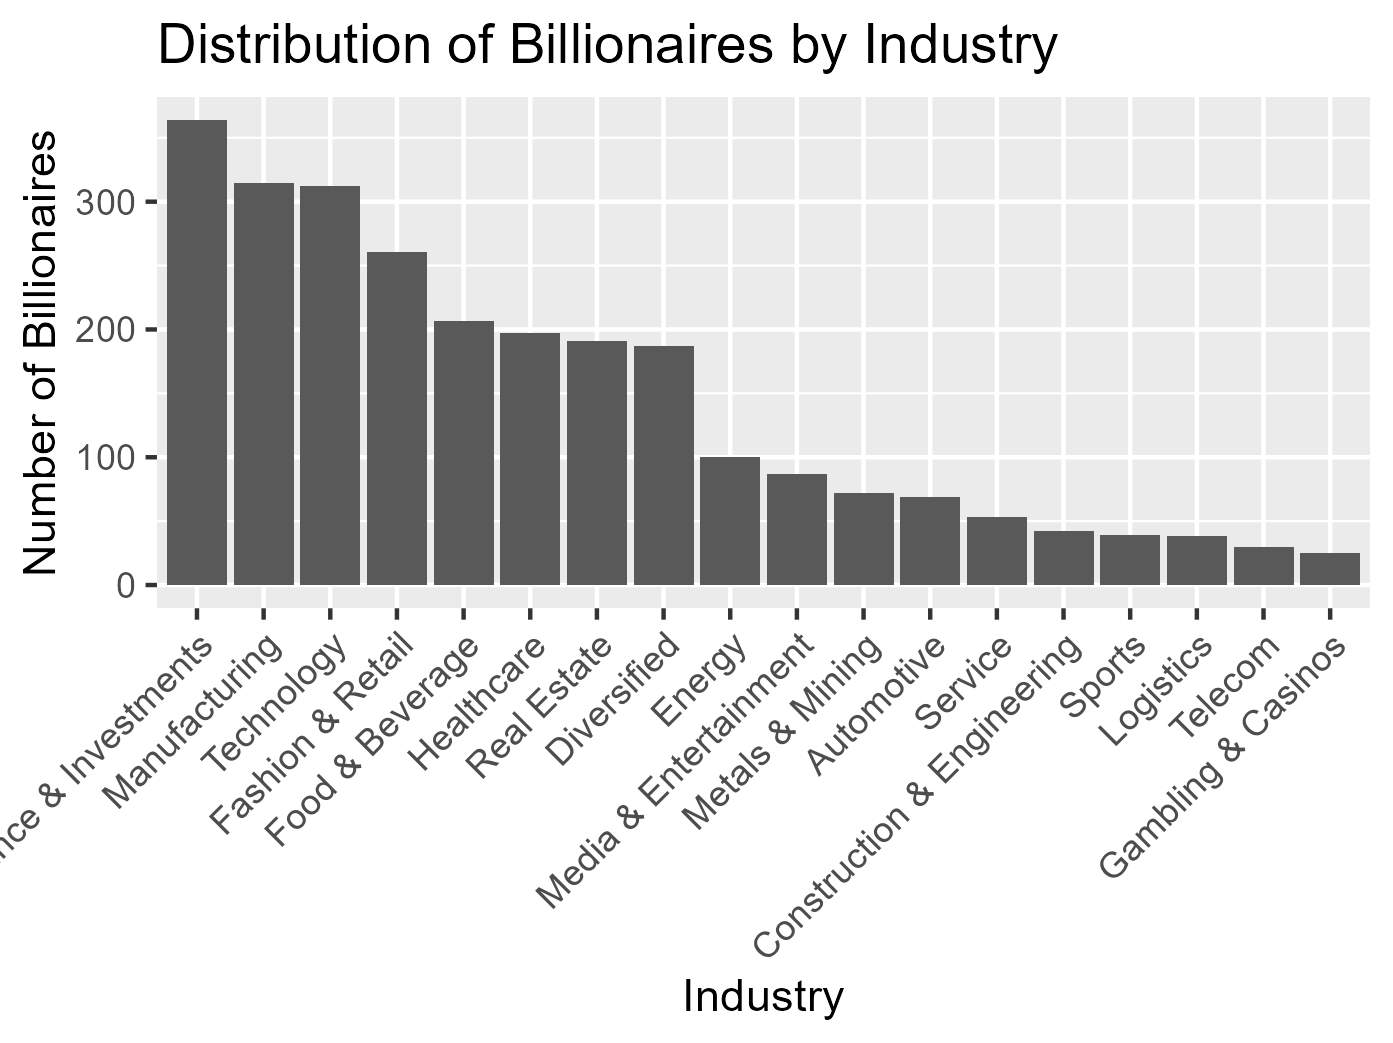 Distribution of Billionaires by Industry
Number of Billionaires
300
200
100
0
& Investments
Manufacturing
Technology
Fashion & Retail
Food & Beverage
Healthcare
Real Estate
Diversified
Energy
Media & Entertainment
Metals & Mining
Automotive
Service
Construction & Engineering
Sports
Logistics
Telecom
Gambling & Casinos
Industry